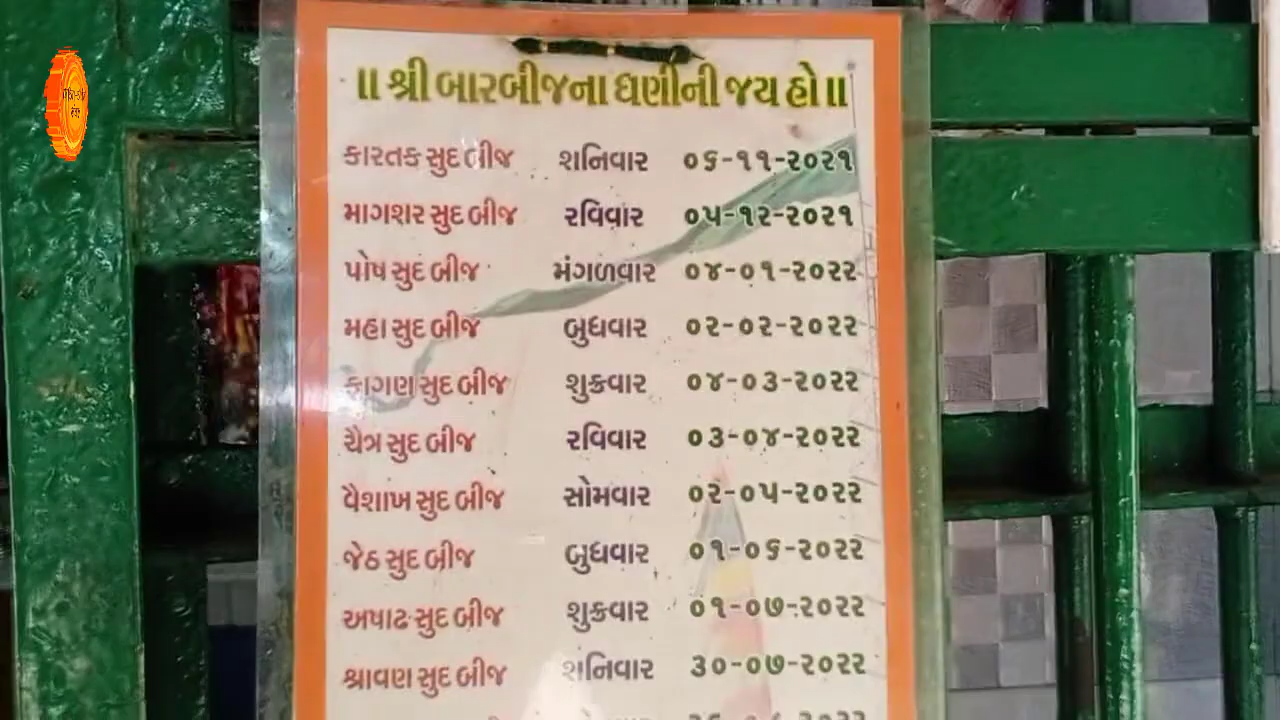 ॥ શ્રી બારબીજના ધણીની જય હો ॥
કારતક સુદ બીજ શનિવાર ૦૬-૧૧-૨૦૨૧
માગશર સુદ બીજ રવિવાર ૦૫-૧૨-૨૦૨૧
પોષ સુદ બીજ મંગળવાર ૦૪-૦૧-૨૦૨૨
મહા સુદ બીજ બુધવાર ૦૨-૦૨-૨૦૨૨
ફાગણ સુદ બીજ શુક્રવાર ૦૪-૦૩-૨૦૨૨
ચૈત્ર સુદ બીજ રવિવાર ૦૩-૦૪-૨૦૨૨
વૈશાખ સુદ બીજ સોમવાર ૦૨-૦૫-૨૦૨૨
જેઠ સુદ બીજ બુધવાર ૦૧-૦૬-૨૦૨૨
અષાઢ સુદ બીજ શુક્રવાર ૦૧-૦૭-૨૦૨૨
શ્રાવણ સુદ બીજ શનિવાર ૩૦-૦૭-૨૦૨૨